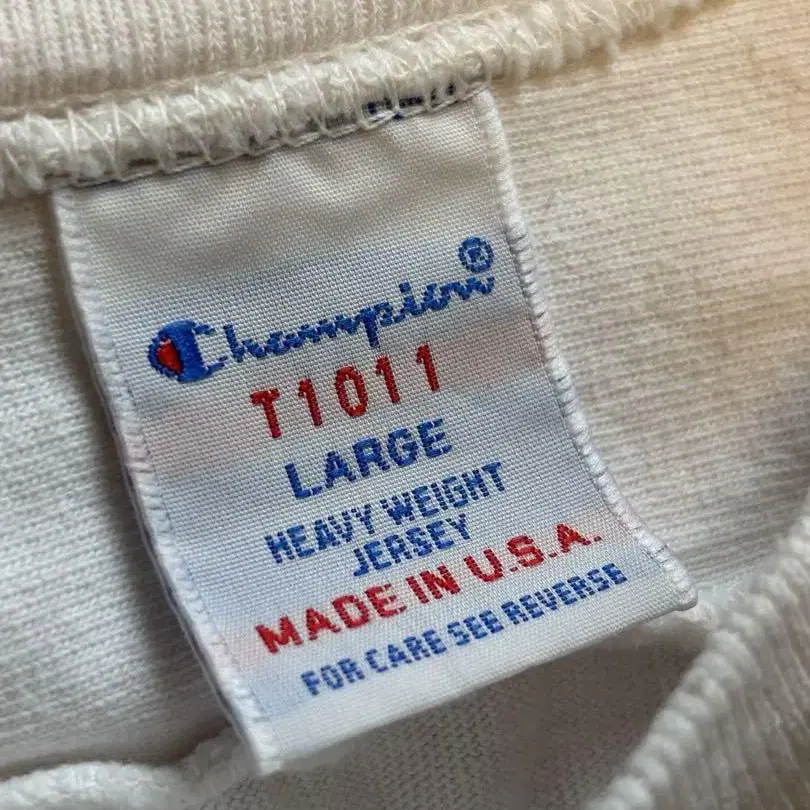 Champion®
T1011
LARGE
HEAVY WEIGHT
JERSEY
MADE IN U.S.A.
FOR CARE SEE REVERSE